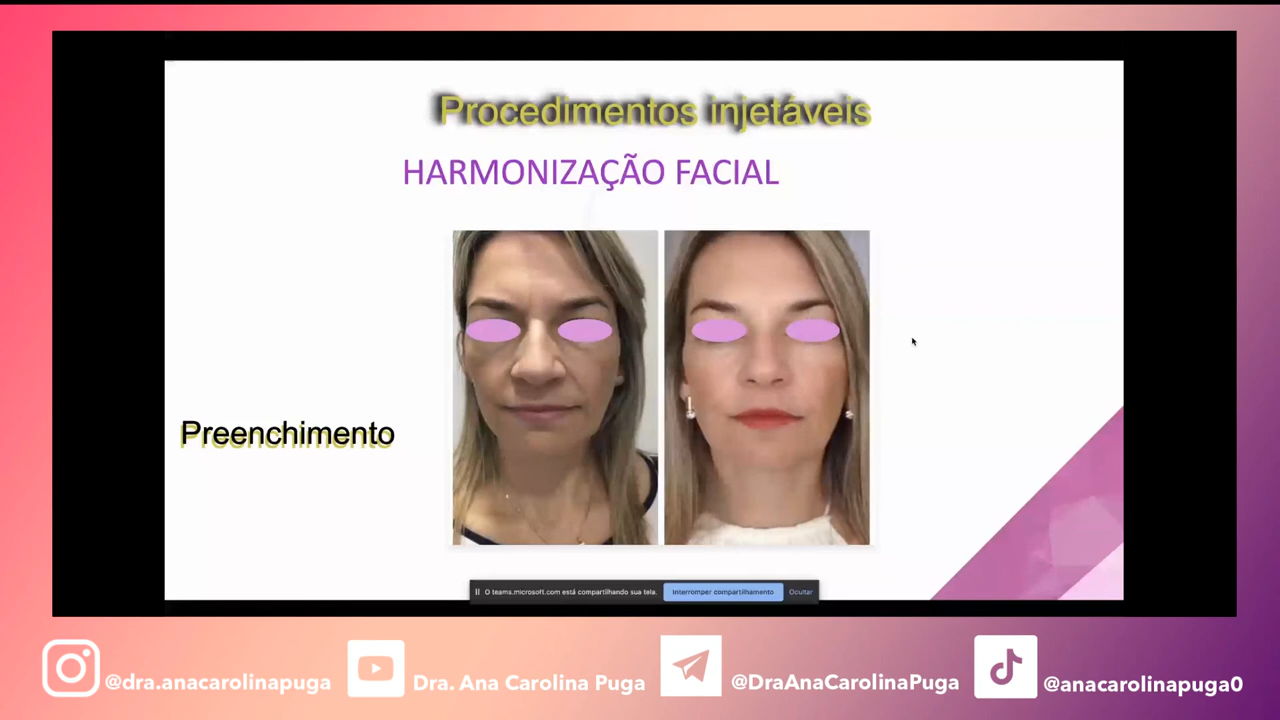 Procedimentos injetáveis
HARMONIZAÇÃO FACIAL
Preenchimento
O teams.microsoft.com está compartilhando sua tela.
Interromper compartilhamento
Ocultar
@dra.anacarolinapuga
Dra. Ana Carolina Puga
@DraAnaCarolinaPuga
@anacarolinapuga0